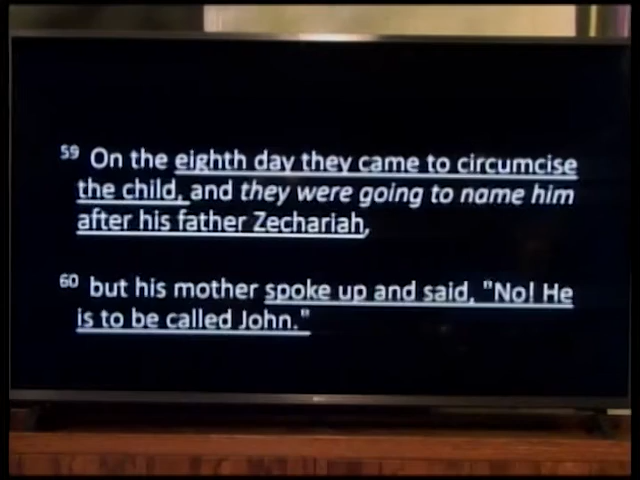 59 On the eighth day they came to circumcise
the child, and they were going to name him
after his father Zechariah,
60 but his mother spoke up and said, "No! He
is to be called John."